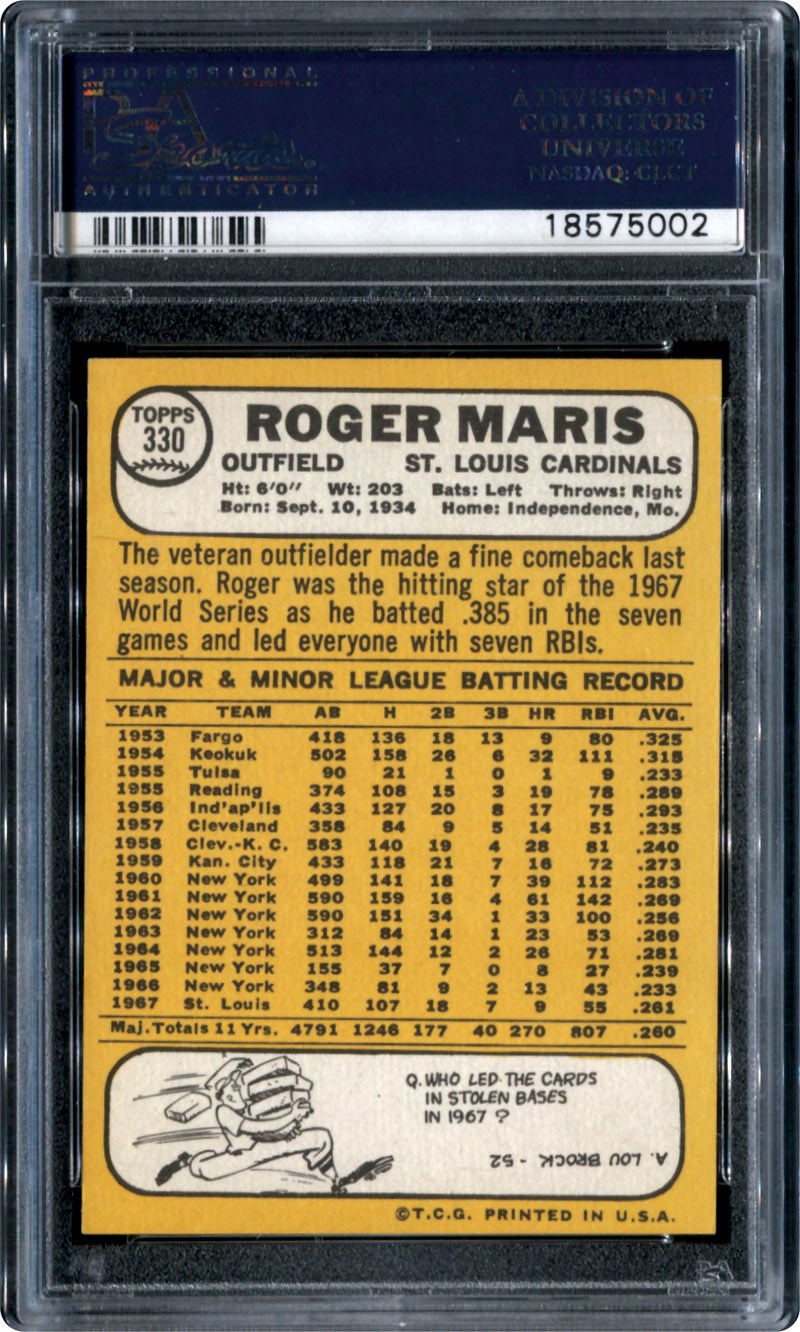 PROFESSIONAL
PSA
AUTHENTICATOR
A DIVISION OF
COLLECTORS
UNIVERSE
NASDAQ: CLCT
18575002
TOPPS
330
ROGER MARIS
OUTFIELD ST. LOUIS CARDINALS
Ht: 6'0" Wt: 203 Bats: Left Throws: Right
Born: Sept. 10, 1934 Home: Independence, Mo.
The veteran outfielder made a fine comeback last
season. Roger was the hitting star of the 1967
World Series as he batted .385 in the seven
games and led everyone with seven RBIs.
MAJOR & MINOR LEAGUE BATTING RECORD
YEAR TEAM AB H 2B 3B HR RBI AVG.
1953 Fargo 418 136 18 13 9 80 .325
1954 Keokuk 502 158 26 6 32 111 .315
1955 Tulsa 90 21 1 0 1 9 .233
1955 Reading 374 108 15 3 19 78 .289
1956 Ind'ap'lis 433 127 20 8 17 75 .293
1957 Cleveland 358 84 9 5 14 51 .235
1958 Clev.-K. C. 583 140 19 4 28 81 .240
1959 Kan. City 433 118 21 7 16 72 .273
1960 New York 499 141 18 7 39 112 .283
1961 New York 590 159 16 4 61 142 .269
1962 New York 590 151 34 1 33 100 .256
1963 New York 312 84 14 1 23 53 .269
1964 New York 513 144 12 2 26 71 .281
1965 New York 155 37 7 0 8 27 .239
1966 New York 348 81 9 2 13 43 .233
1967 St. Louis 410 107 18 7 9 55 .261
Maj. Totals 11 Yrs. 4791 1246 177 40 270 807 .260
Q. WHO LED THE CARDS
IN STOLEN BASES
IN 1967 ?
A. LOU BROCK - 52
©T.C.G. PRINTED IN U.S.A.
PSA